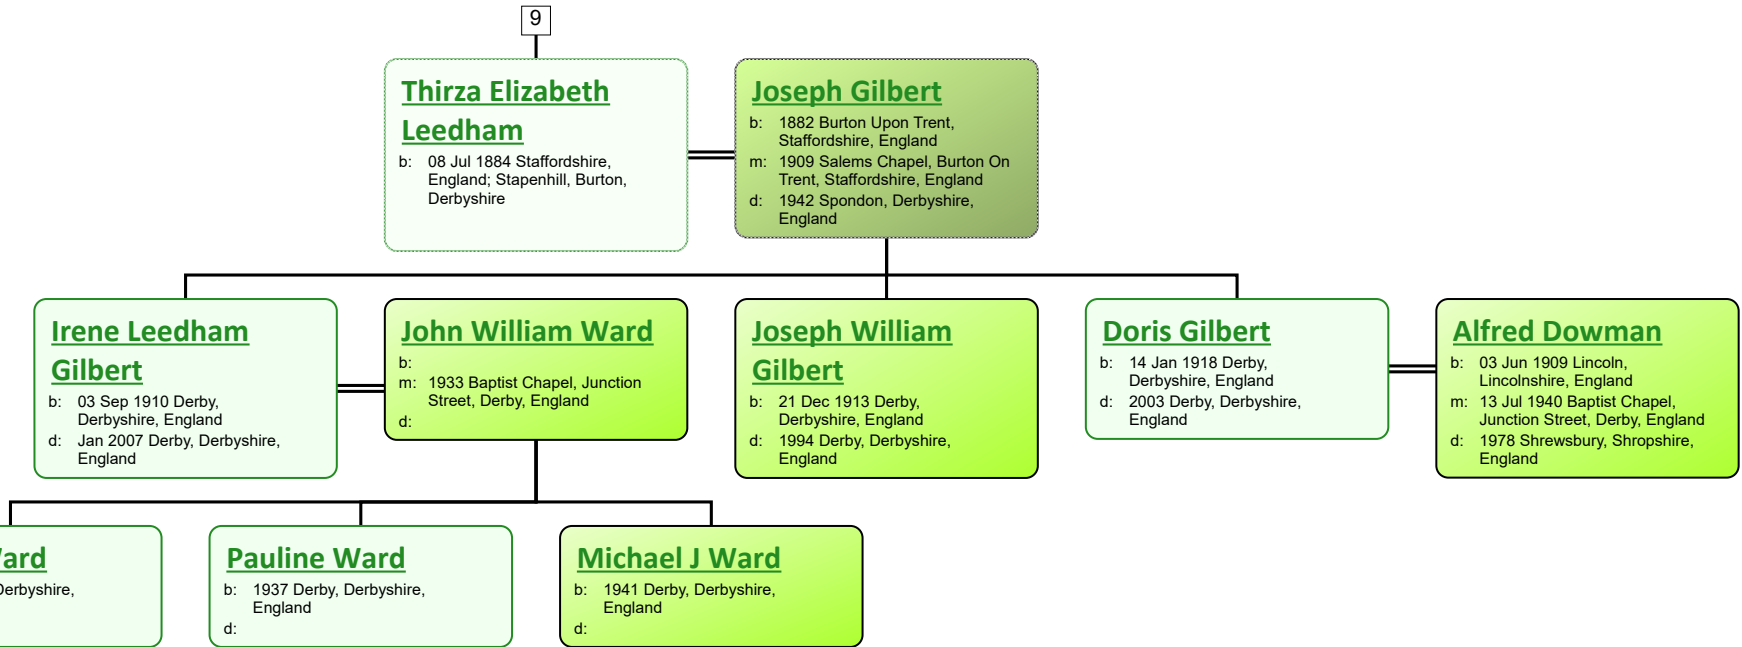 9
Thirza Elizabeth
Leedham
b: 08 Jul 1884 Staffordshire,
England; Stapenhill, Burton,
Derbyshire
Joseph Gilbert
b: 1882 Burton Upon Trent,
Staffordshire, England
m: 1909 Salems Chapel, Burton On
Trent, Staffordshire, England
d: 1942 Spondon, Derbyshire,
England
Irene Leedham
Gilbert
b: 03 Sep 1910 Derby,
Derbyshire, England
d: Jan 2007 Derby, Derbyshire,
England
John William Ward
b:
m: 1933 Baptist Chapel, Junction
Street, Derby, England
d:
Joseph William
Gilbert
b: 21 Dec 1913 Derby,
Derbyshire, England
d: 1994 Derby, Derbyshire,
England
Doris Gilbert
b: 14 Jan 1918 Derby,
Derbyshire, England
d: 2003 Derby, Derbyshire,
England
Alfred Dowman
b: 03 Jun 1909 Lincoln,
Lincolnshire, England
m: 13 Jul 1940 Baptist Chapel,
Junction Street, Derby, England
d: 1978 Shrewsbury, Shropshire,
England
ard
Derbyshire,
Pauline Ward
b: 1937 Derby, Derbyshire,
England
d:
Michael J Ward
b: 1941 Derby, Derbyshire,
England
d: